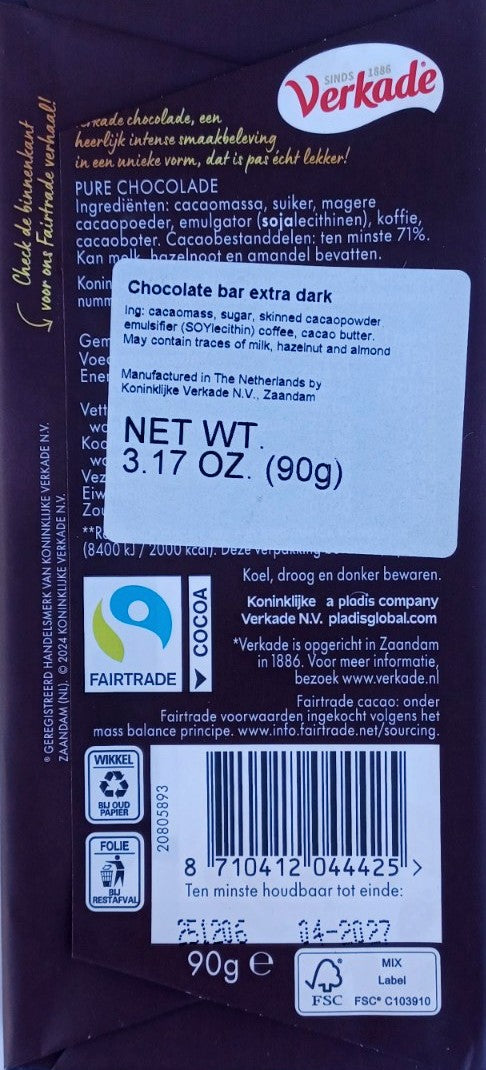 SINDS 1886
Verkade
chocolade, een
heerlijk intense smaakbeleving
in een unieke vorm, dat is pas écht lekker!
PURE CHOCOLADE
Ingrediënten: cacaomassa, suiker, magere
cacaopoeder, emulgator (sojalecithinen), koffie,
cacaoboter. Cacaobestanddelen: ten minste 71%.
Kan melk, hazelnoot en amandel bevatten.
Chocolate bar extra dark
Ing: cacaomass, sugar, skinned cacaopowder
emulsifier (SOYlecithin) coffee, cacao butter.
May contain traces of milk, hazelnut and almond
Manufactured in The Netherlands by
Koninklijke Verkade N.V., Zaandam
NET WT.
3.17 OZ. (90g)
(8400 kJ / 2000 kcal). Deze verpakking
Koel, droog en donker bewaren.
Koninklijke a pladis company
Verkade N.V. pladisglobal.com
*Verkade is opgericht in Zaandam
in 1886. Voor meer informatie,
bezoek www.verkade.nl
FAIRTRADE
COCOA
Fairtrade cacao: onder
Fairtrade voorwaarden ingekocht volgens het
mass balance principe. www.info.fairtrade.net/sourcing.
Check de binnenkant
voor ons Fairtrade verhaal!
® GEREGISTREERD HANDELSMERK VAN KONINKLIJKE VERKADE N.V.
ZAANDAM (NL). © 2024 KONINKLIJKE VERKADE N.V.
WIKKEL
BIJ OUD
PAPIER
FOLIE
BIJ
RESTAFVAL
20805893
8 710412 044425 >
Ten minste houdbaar tot einde:
251206 04-2027
90g e
FSC
MIX
Label
FSC® C103910